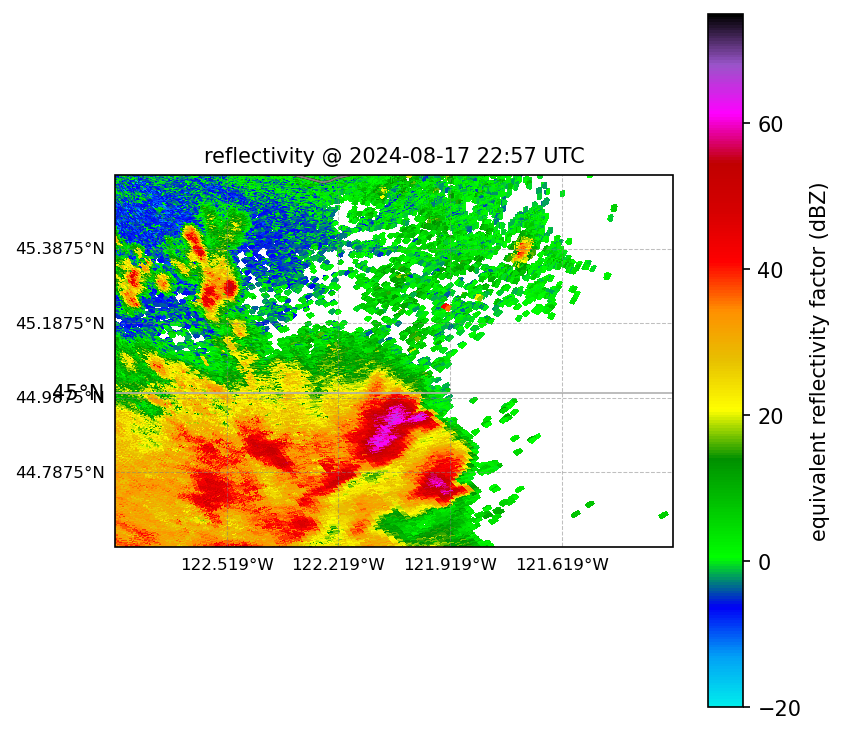 reflectivity @ 2024-08-17 22:57 UTC
45.3875°N
45.1875°N
45°N
44.9875°N
44.7875°N
122.519°W 122.219°W 121.919°W 121.619°W
60
40
20
0
−20
equivalent reflectivity factor (dBZ)